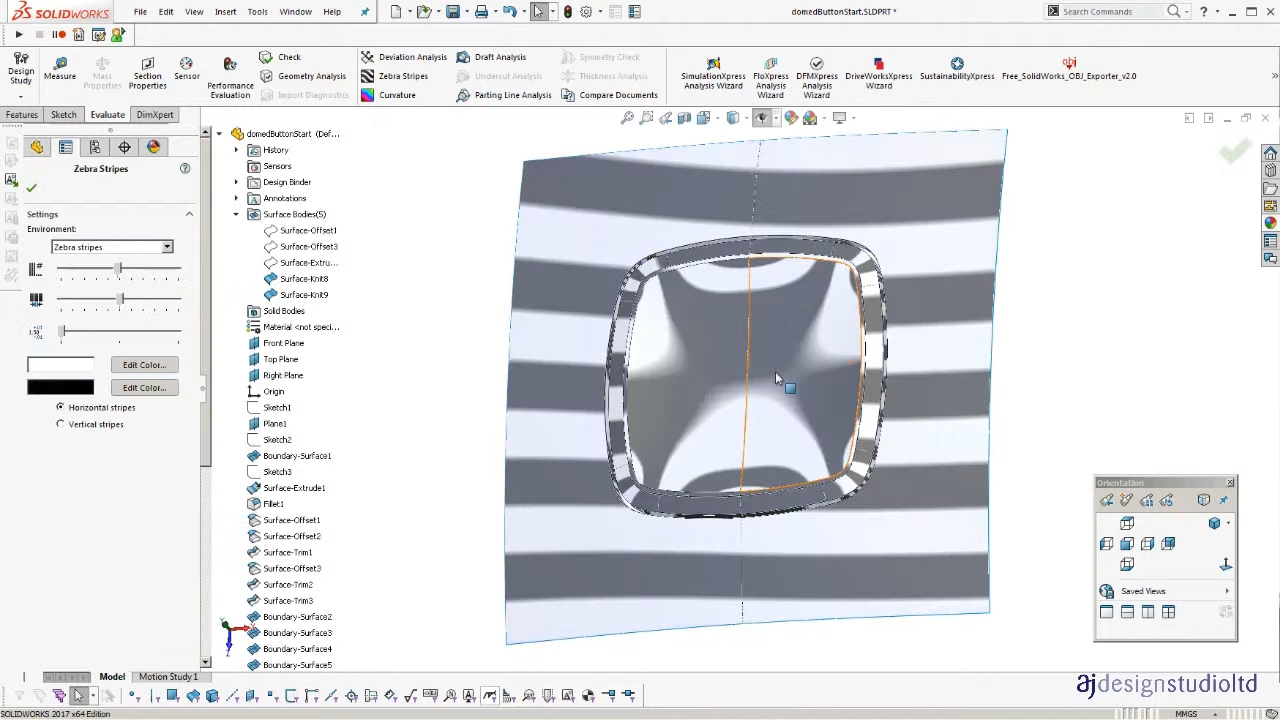 SOLIDWORKS
File
Edit
View
Insert
Tools
Window
Help
domedButtonStart.SLDPRT *
Search Commands
Design Study
Measure
Mass Properties
Section Properties
Sensor
Performance Evaluation
Check
Geometry Analysis
Import Diagnostics
Deviation Analysis
Zebra Stripes
Curvature
Draft Analysis
Undercut Analysis
Parting Line Analysis
Symmetry Check
Thickness Analysis
Compare Documents
SimulationXpress Analysis Wizard
FloXpress Analysis Wizard
DFMXpress Analysis Wizard
DriveWorksXpress Wizard
SustainabilityXpress
Free_SolidWorks_OBJ_Exporter_v2.0
Features
Sketch
Evaluate
DimXpert
Zebra Stripes
Settings
Environment:
Zebra stripes
Edit Color...
Edit Color...
Horizontal stripes
Vertical stripes
domedButtonStart (Def...
History
Sensors
Design Binder
Annotations
Surface Bodies(5)
Surface-Offset1
Surface-Offset3
Surface-Extru...
Surface-Knit8
Surface-Knit9
Solid Bodies
Material <not speci...
Front Plane
Top Plane
Right Plane
Origin
Sketch1
Plane1
Sketch2
Boundary-Surface1
Sketch3
Surface-Extrude1
Fillet1
Surface-Offset1
Surface-Offset2
Surface-Trim1
Surface-Offset3
Surface-Trim2
Surface-Trim3
Boundary-Surface2
Boundary-Surface3
Boundary-Surface4
Boundary-Surface5
Orientation
Saved Views
Model
Motion Study 1
ajdesignstudioltd
SOLIDWORKS 2017 x64 Edition
MMGS